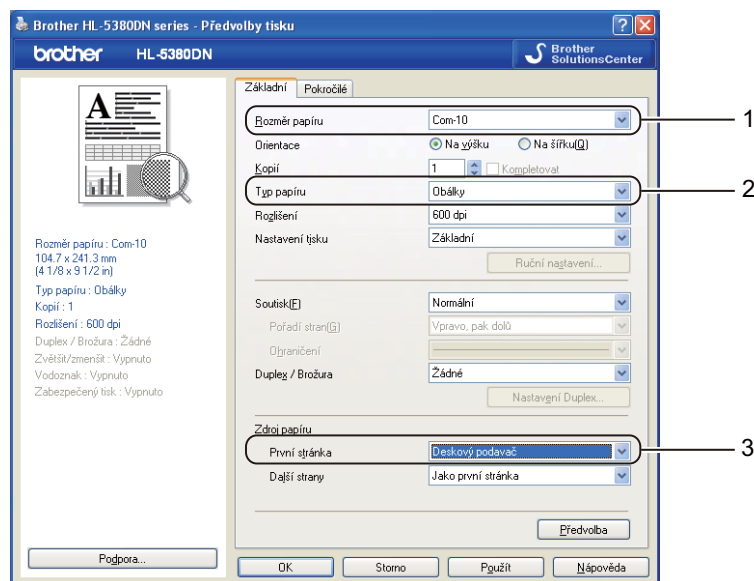 Brother HL-5380DN series - Předvolby tisku
brother HL-5380DN
Brother
SolutionsCenter
Základní Pokročilé
Rozměr papíru Com-10 1
Orientace Na výšku Na šířku(Q)
Kopií 1 Kompletovat
Typ papíru Obálky 2
Rozlišení 600 dpi
Nastavení tisku Základní
Ruční nastavení...
Soutisk(F) Normální
Pořadí stran(G) Vpravo, pak dolů
Ohraničení
Duplex / Brožura Žádné
Nastavení Duplex...
Zdroj papíru
První stránka Deskový podavač 3
Další strany Jako první stránka
Předvolba
A
Rozměr papíru : Com-10
104.7 x 241.3 mm
(4 1/8 x 9 1/2 in)
Typ papíru : Obálky
Kopií : 1
Rozlišení : 600 dpi
Duplex / Brožura : Žádné
Zvětšit/zmenšit : Vypnuto
Vodoznak : Vypnuto
Zabezpečený tisk : Vypnuto
Podpora...
OK Storno Použít Nápověda